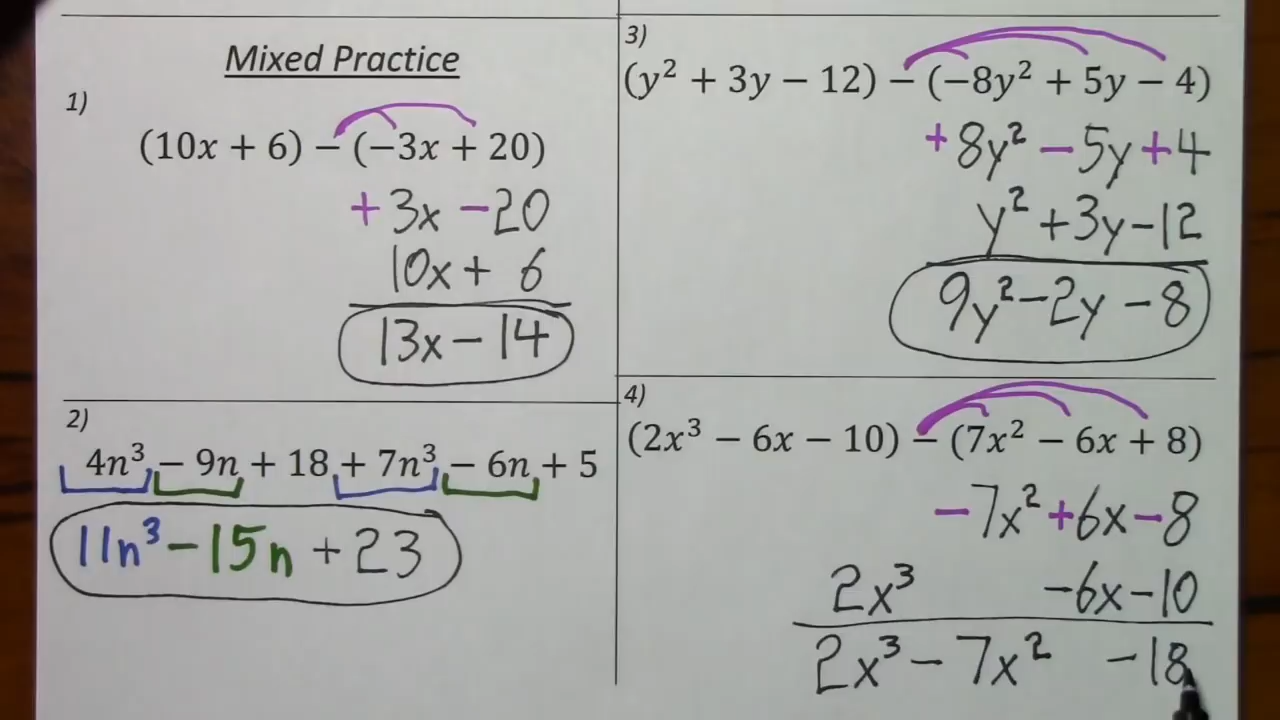 Mixed Practice
1)
(10x + 6) − (−3x + 20)
+ 3x − 20
10x + 6
13x − 14
2)
4n³ − 9n + 18 + 7n³ − 6n + 5
11n³ − 15n + 23
3)
(y² + 3y − 12) − (−8y² + 5y − 4)
+ 8y² − 5y + 4
y² + 3y − 12
9y² − 2y − 8
4)
(2x³ − 6x − 10) − (7x² − 6x + 8)
− 7x² + 6x − 8
2x³ − 6x − 10
2x³ − 7x² − 18